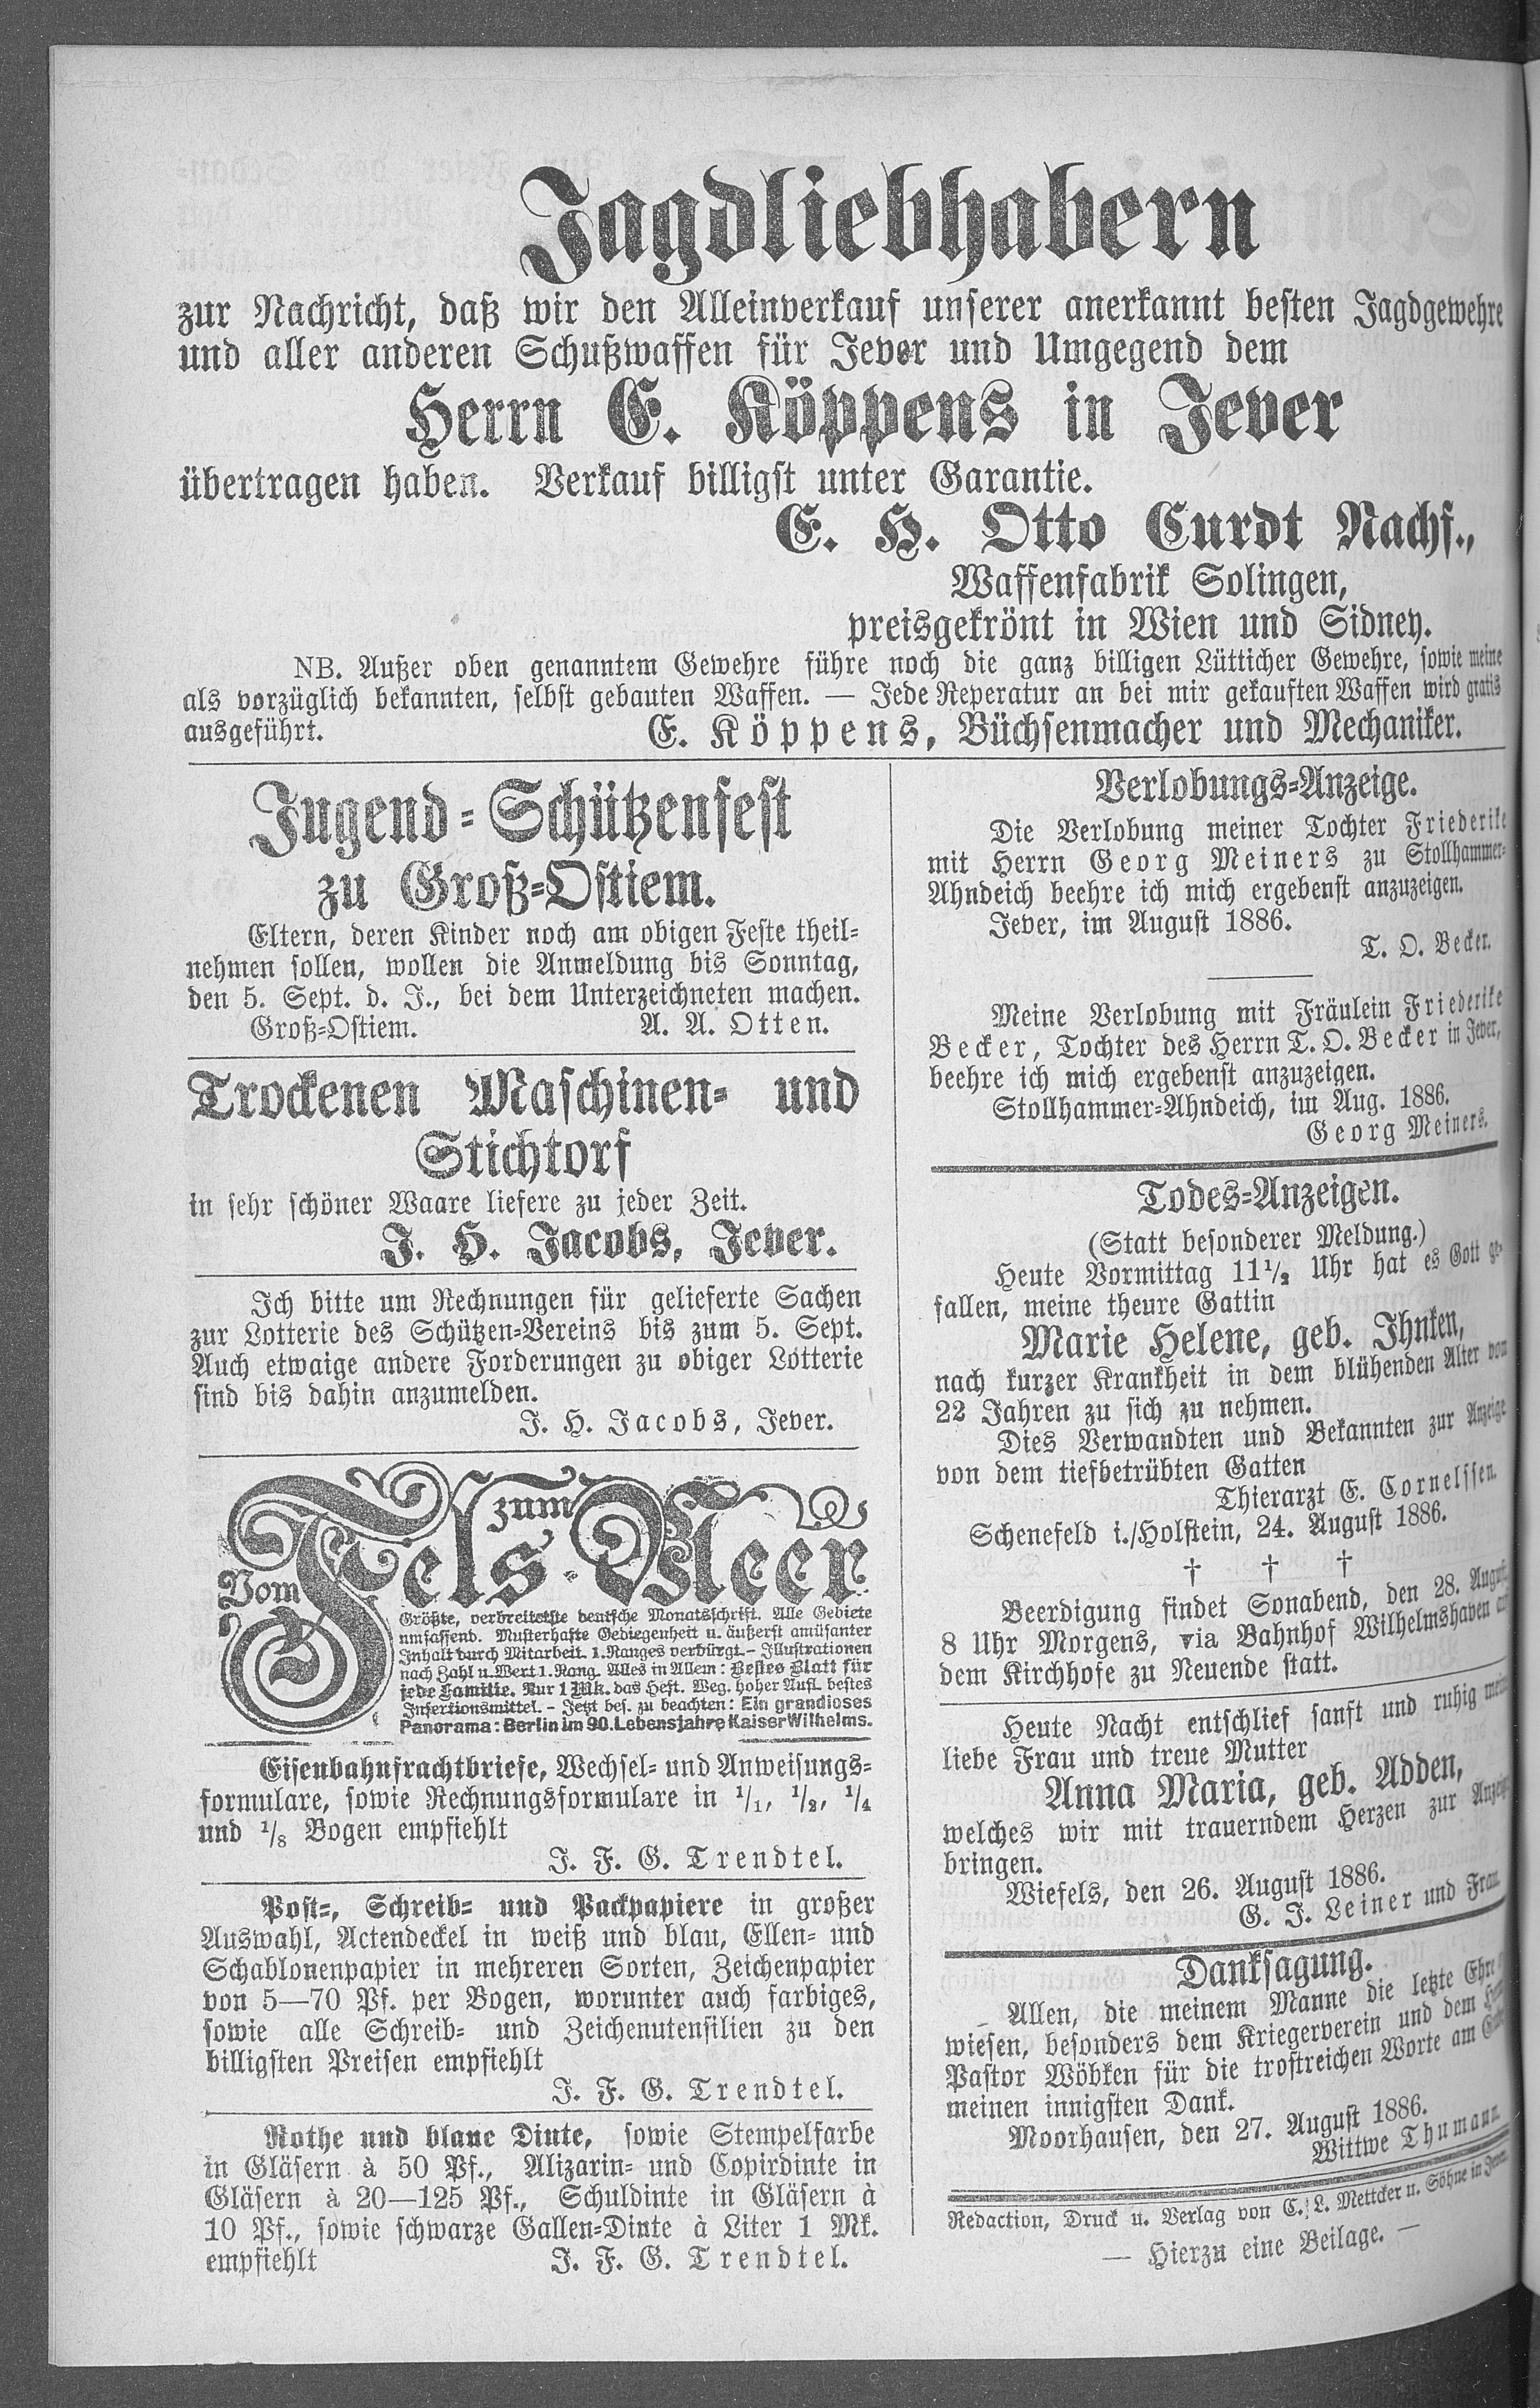 Jagdliebhabern
zur Nachricht, daß wir den Alleinverkauf unserer anerkannt besten Jagdgewehre
und aller anderen Schußwaffen für Jever und Umgegend dem
Herrn E. Köppens in Jever
übertragen haben. Verkauf billigst unter Garantie.
E. H. Otto Curdt Nachf.,
Waffenfabrik Solingen,
preisgekrönt in Wien und Sidney.
NB. Außer oben genanntem Gewehre führe noch die ganz billigen Lütticher Gewehre, sowie meine
als vorzüglich bekannten, selbst gebauten Waffen. — Jede Reperatur an bei mir gekauften Waffen wird gratis
ausgeführt. E. Köppens, Büchsenmacher und Mechaniker.
Jugend-Schützenfest
zu Groß-Ostiem.
Eltern, deren Kinder noch am obigen Feste theil-
nehmen sollen, wollen die Anmeldung bis Sonntag,
den 5. Sept. d. J., bei dem Unterzeichneten machen.
Groß-Ostiem. A. A. Otten.
Trockenen Maschinen- und
Stichtorf
in sehr schöner Waare liefere zu jeder Zeit.
J. H. Jacobs, Jever.
Ich bitte um Rechnungen für gelieferte Sachen
zur Lotterie des Schützen-Vereins bis zum 5. Sept.
Auch etwaige andere Forderungen zu obiger Lotterie
sind bis dahin anzumelden.
J. H. Jacobs, Jever.
Vom Fels zum Meer
Größte, verbreitetste deutsche Monatsschrift. Alle Gebiete
umfassend. Musterhafte Gediegenheit u. äußerst amüsanter
Inhalt durch Mitarbeit. 1. Ranges verbürgt. – Illustrationen
nach Zahl u. Wert 1. Rang. Alles in Allem: Bestes Blatt für
jede Familie. Nur 1 Mk. das Heft. Weg. hoher Aufl. bestes
Insertionsmittel. – Jetzt bes. zu beachten: Ein grandioses
Panorama: Berlin im 90. Lebensjahre Kaiser Wilhelms.
Eisenbahnfrachtbriefe, Wechsel- und Anweisungs-
formulare, sowie Rechnungsformulare in 1/1, 1/2, 1/4
und 1/8 Bogen empfiehlt
J. F. G. Trendtel.
Post-, Schreib- und Packpapiere in großer
Auswahl, Actendeckel in weiß und blau, Ellen- und
Schablonenpapier in mehreren Sorten, Zeichenpapier
von 5—70 Pf. per Bogen, worunter auch farbiges,
sowie alle Schreib- und Zeichenutensilien zu den
billigsten Preisen empfiehlt
J. F. G. Trendtel.
Rothe und blaue Dinte, sowie Stempelfarbe
in Gläsern à 50 Pf., Alizarin- und Copirdinte in
Gläsern à 20—125 Pf., Schuldinte in Gläsern à
10 Pf., sowie schwarze Gallen-Dinte à Liter 1 Mk.
empfiehlt J. F. G. Trendtel.
Verlobungs-Anzeige.
Die Verlobung meiner Tochter Friederike
mit Herrn Georg Meiners zu Stollhammer-
Ahndeich beehre ich mich ergebenst anzuzeigen.
Jever, im August 1886.
T. O. Becker.
Meine Verlobung mit Fräulein Friederike
Becker, Tochter des Herrn T. O. Becker in Jever,
beehre ich mich ergebenst anzuzeigen.
Stollhammer-Ahndeich, im Aug. 1886.
Georg Meiners.
Todes-Anzeigen.
(Statt besonderer Meldung.)
Heute Vormittag 11 1/2 Uhr hat es Gott ge-
fallen, meine theure Gattin
Marie Helene, geb. Ihnken,
nach kurzer Krankheit in dem blühenden Alter von
22 Jahren zu sich zu nehmen.
Dies Verwandten und Bekannten zur Anzeige
von dem tiefbetrübten Gatten
Thierarzt E. Cornelssen.
Schenefeld i./Holstein, 24. August 1886.
† † †
Beerdigung findet Sonabend, den 28. August,
8 Uhr Morgens, via Bahnhof Wilhelmshaven
dem Kirchhofe zu Neuende statt.
Heute Nacht entschlief sanft und ruhig
liebe Frau und treue Mutter
Anna Maria, geb. Adden,
welches wir mit trauerndem Herzen zur Anzeige
bringen.
Wiefels, den 26. August 1886.
G. J. Leiner und Frau.
Danksagung.
Allen, die meinem Manne die letzte Ehre
wiesen, besonders dem Kriegerverein und dem
Pastor Wöbken für die trostreichen Worte am
meinen innigsten Dank.
Moorhausen, den 27. August 1886.
Wittwe Thumann.
Redaction, Druck u. Verlag von C. L. Mettcker u. Söhne in Jever.
— Hierzu eine Beilage. —